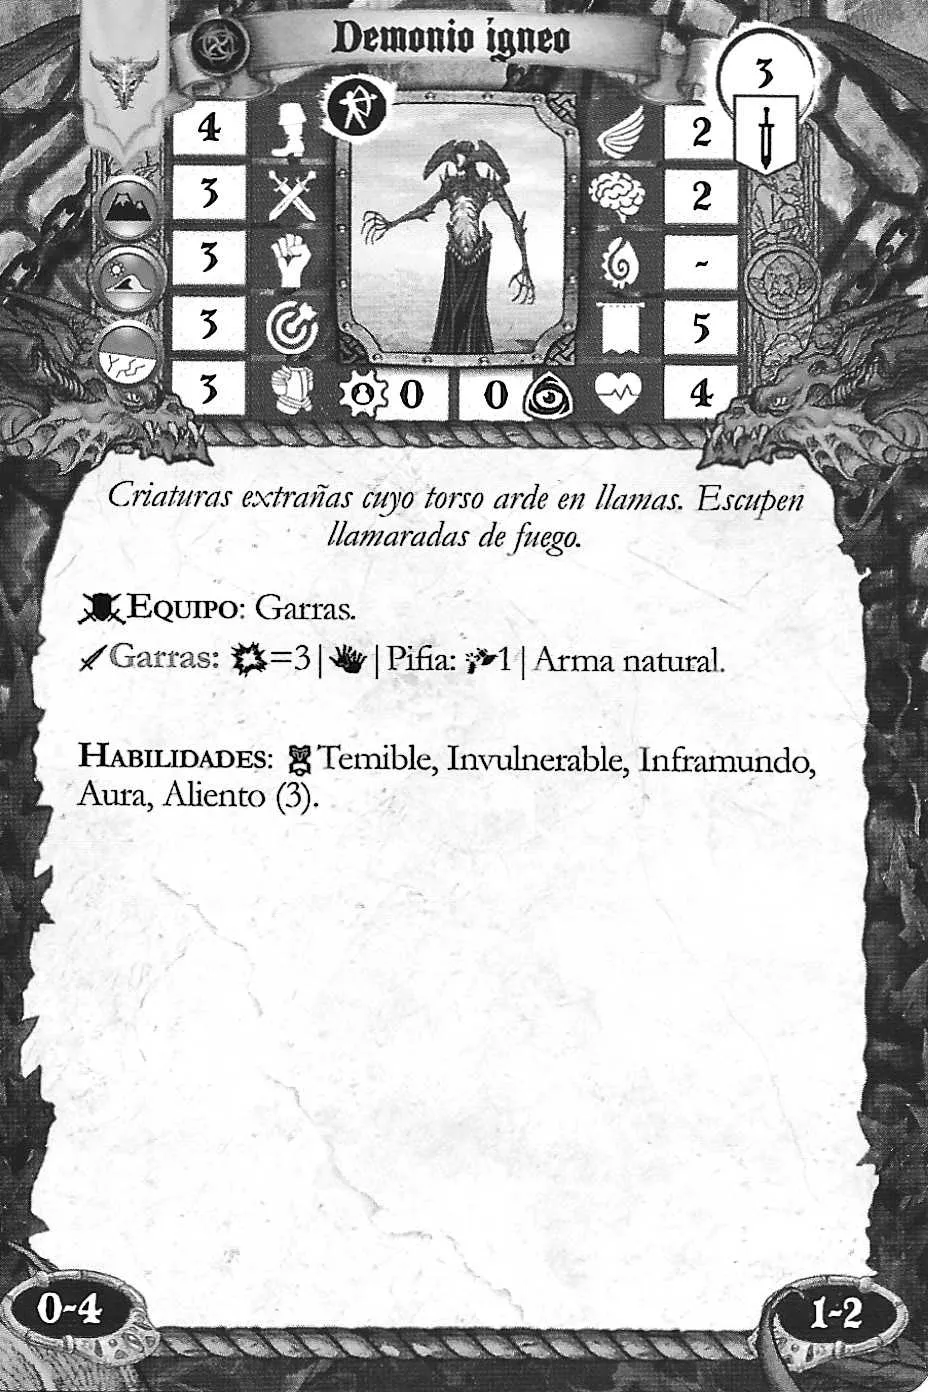 Demonio ígneo
3
4
3
3
3
3
2
2
-
5
4
0
0
Criaturas extrañas cuyo torso arde en llamas. Escupen
llamaradas de fuego.
EQUIPO: Garras.
Garras: =3 | | Pifia: 1 | Arma natural.
HABILIDADES: Temible, Invulnerable, Inframundo,
Aura, Aliento (3).
0-4
1-2